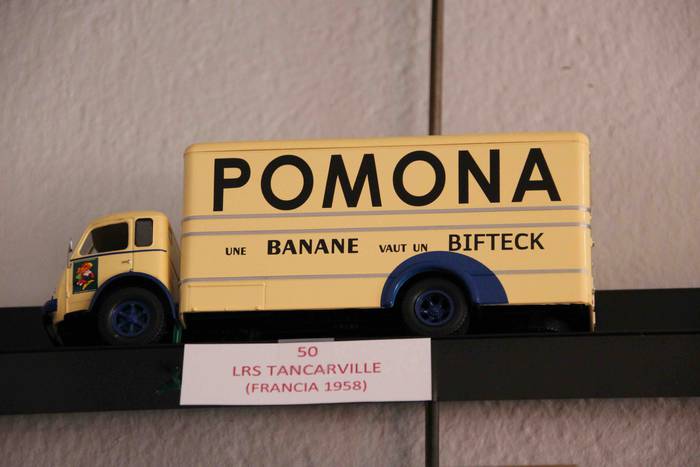 POMONA
UNE BANANE VAUT UN BIFTECK
50
LRS TANCARVILLE
(FRANCIA 1958)